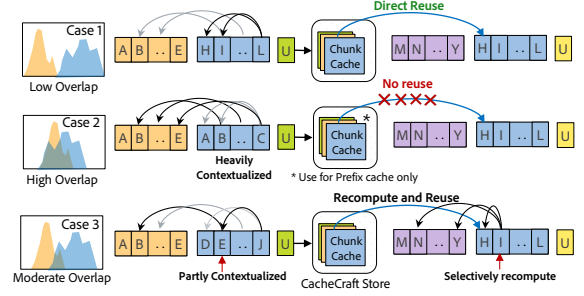 Case 1
Low Overlap
A B . . E H I . . L U
Chunk
Cache
Direct Reuse
M N . . Y H I . . L U
Case 2
High Overlap
A B . . E A B . . C U
Heavily
Contextualized
Chunk
Cache
*
* Use for Prefix cache only
No reuse
M N . . Y H I . . L U
Case 3
Moderate Overlap
A B . . E D E . . J U
Partly Contextualized
Chunk
Cache
CacheCraft Store
Recompute and Reuse
M N . . Y H I . . L U
Selectively recompute